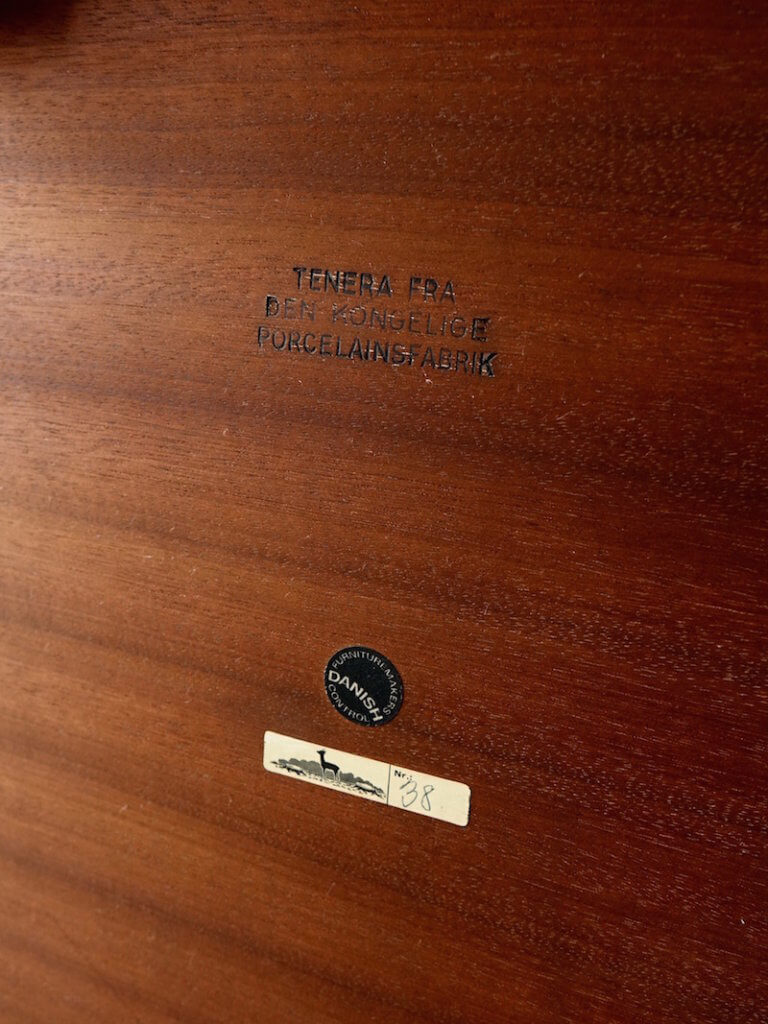 TENERA FRA
DEN KONGELIGE
PORCELAINSFABRIK
FURNITUREMAKERS
DANISH
CONTROL
Nr.:
38